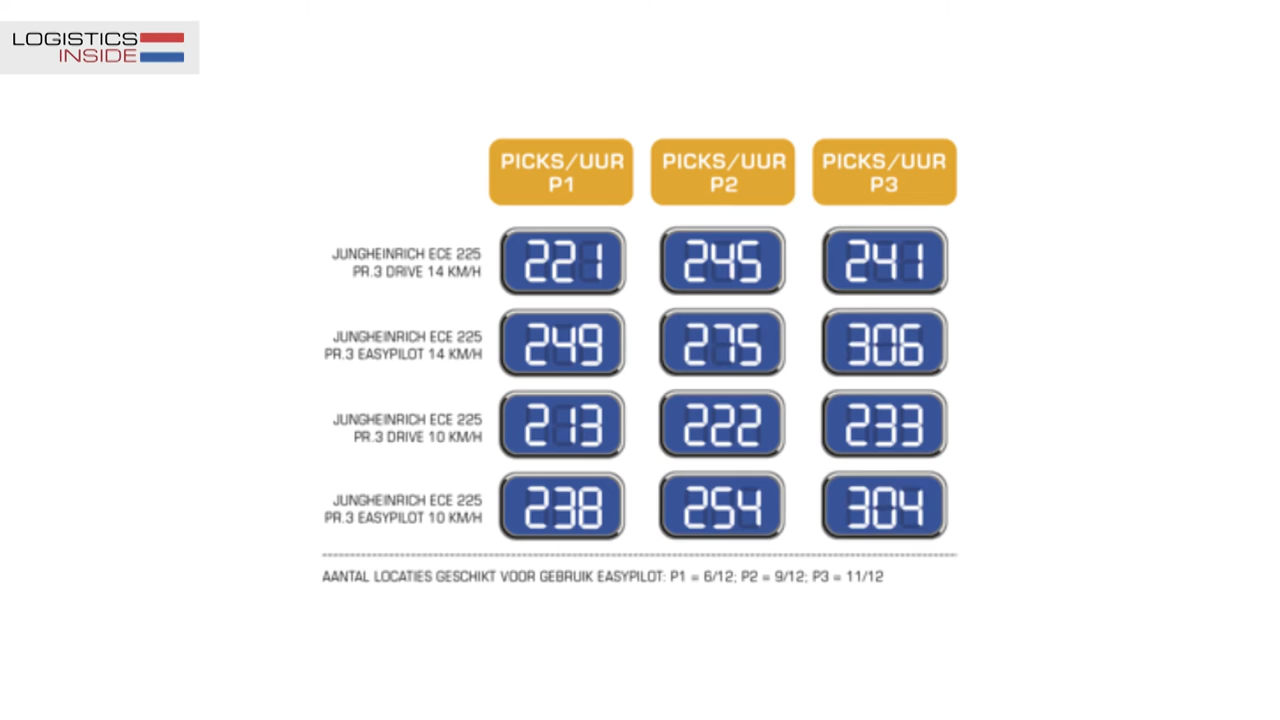 LOGISTICS
INSIDE
PICKS/UUR
P1
PICKS/UUR
P2
PICKS/UUR
P3
JUNGHEINRICH ECE 225
PR.3 DRIVE 14 KM/H
221
245
241
JUNGHEINRICH ECE 225
PR.3 EASYPILOT 14 KM/H
249
275
306
JUNGHEINRICH ECE 225
PR.3 DRIVE 10 KM/H
213
222
233
JUNGHEINRICH ECE 225
PR.3 EASYPILOT 10 KM/H
238
254
304
AANTAL LOCATIES GESCHIKT VOOR GEBRUIK EASYPILOT: P1 = 6/12; P2 = 9/12; P3 = 11/12